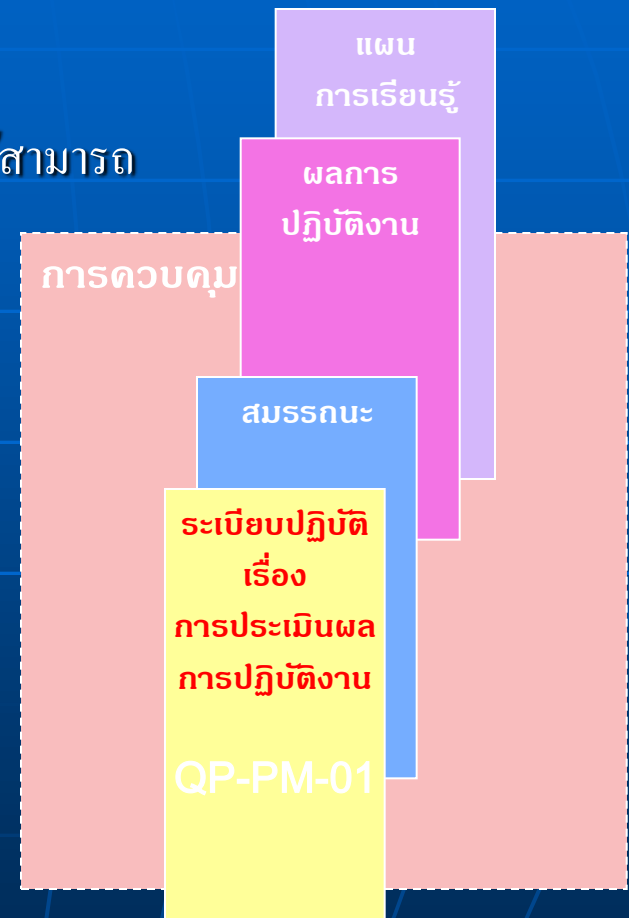 แผน
การเรียนรู้
สามารถ
ผลการ
ปฏิบัติงาน
การควบคุม
สมรรถนะ
ระเบียบปฏิบัติ
เรื่อง
การประเมินผล
การปฏิบัติงาน
QP-PM-01